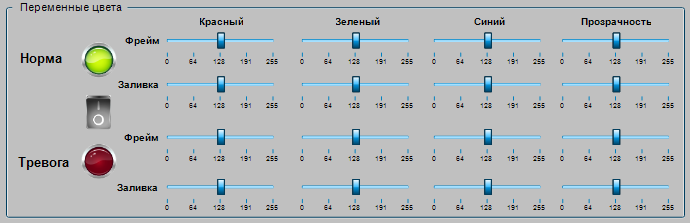 Переменные цвета
Красный Зеленый Синий Прозрачность
Фрейм
0 64 128 191 255 0 64 128 191 255 0 64 128 191 255 0 64 128 191 255
Норма
Заливка
0 64 128 191 255 0 64 128 191 255 0 64 128 191 255 0 64 128 191 255
Фрейм
0 64 128 191 255 0 64 128 191 255 0 64 128 191 255 0 64 128 191 255
Тревога
Заливка
0 64 128 191 255 0 64 128 191 255 0 64 128 191 255 0 64 128 191 255